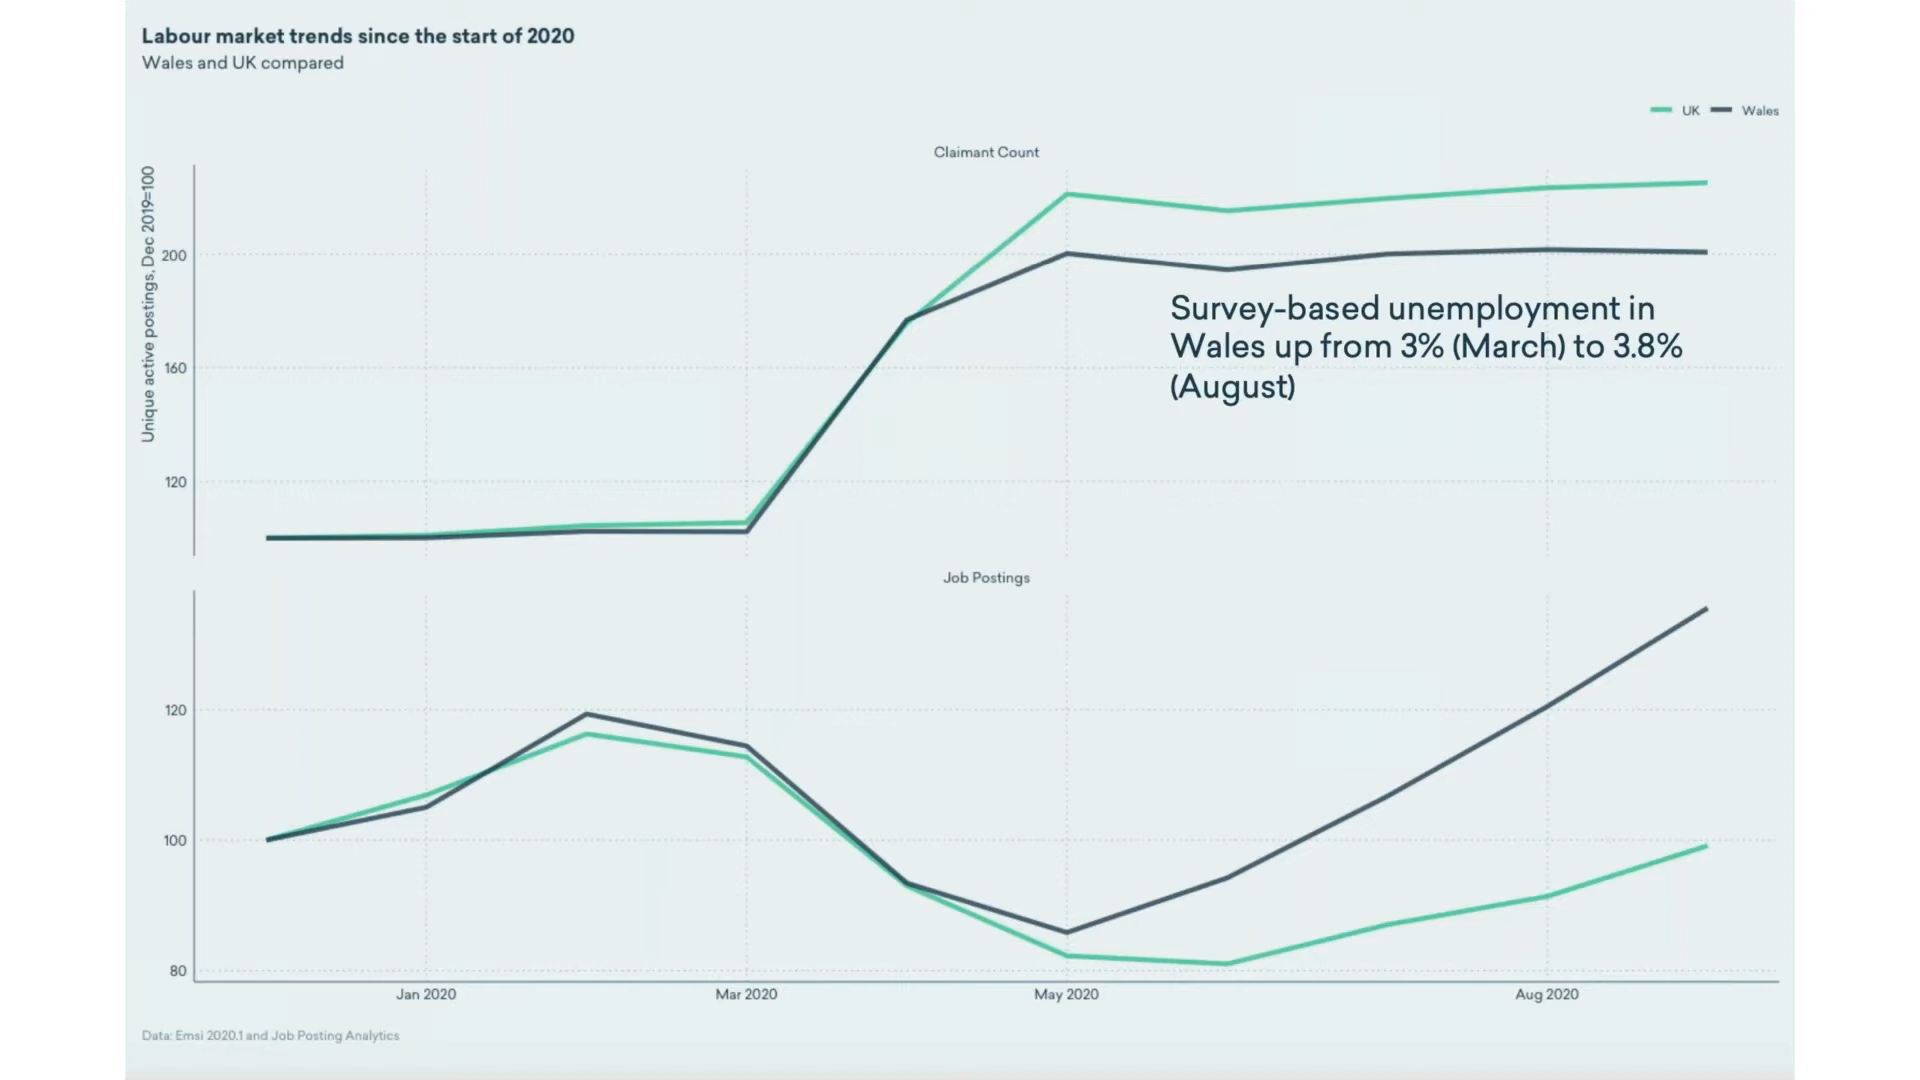 Labour market trends since the start of 2020
Wales and UK compared
UK
Wales
Claimant Count
Unique active postings, Dec 2019=100
200
160
120
Survey-based unemployment in
Wales up from 3% (March) to 3.8%
(August)
Job Postings
120
100
80
Jan 2020
Mar 2020
May 2020
Aug 2020
Data: Emsi 2020.1 and Job Posting Analytics